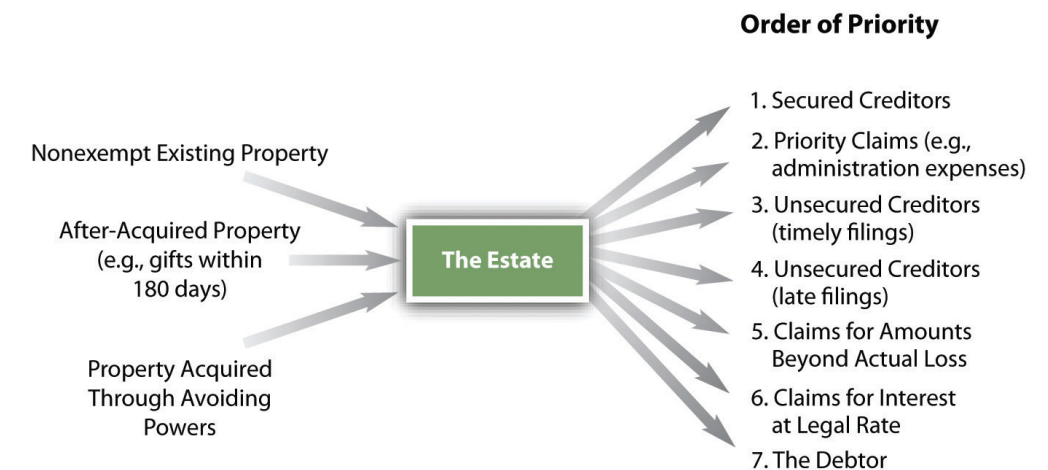 Order of Priority
Nonexempt Existing Property
After-Acquired Property
(e.g., gifts within
180 days)
Property Acquired
Through Avoiding
Powers
The Estate
1. Secured Creditors
2. Priority Claims (e.g.,
administration expenses)
3. Unsecured Creditors
(timely filings)
4. Unsecured Creditors
(late filings)
5. Claims for Amounts
Beyond Actual Loss
6. Claims for Interest
at Legal Rate
7. The Debtor